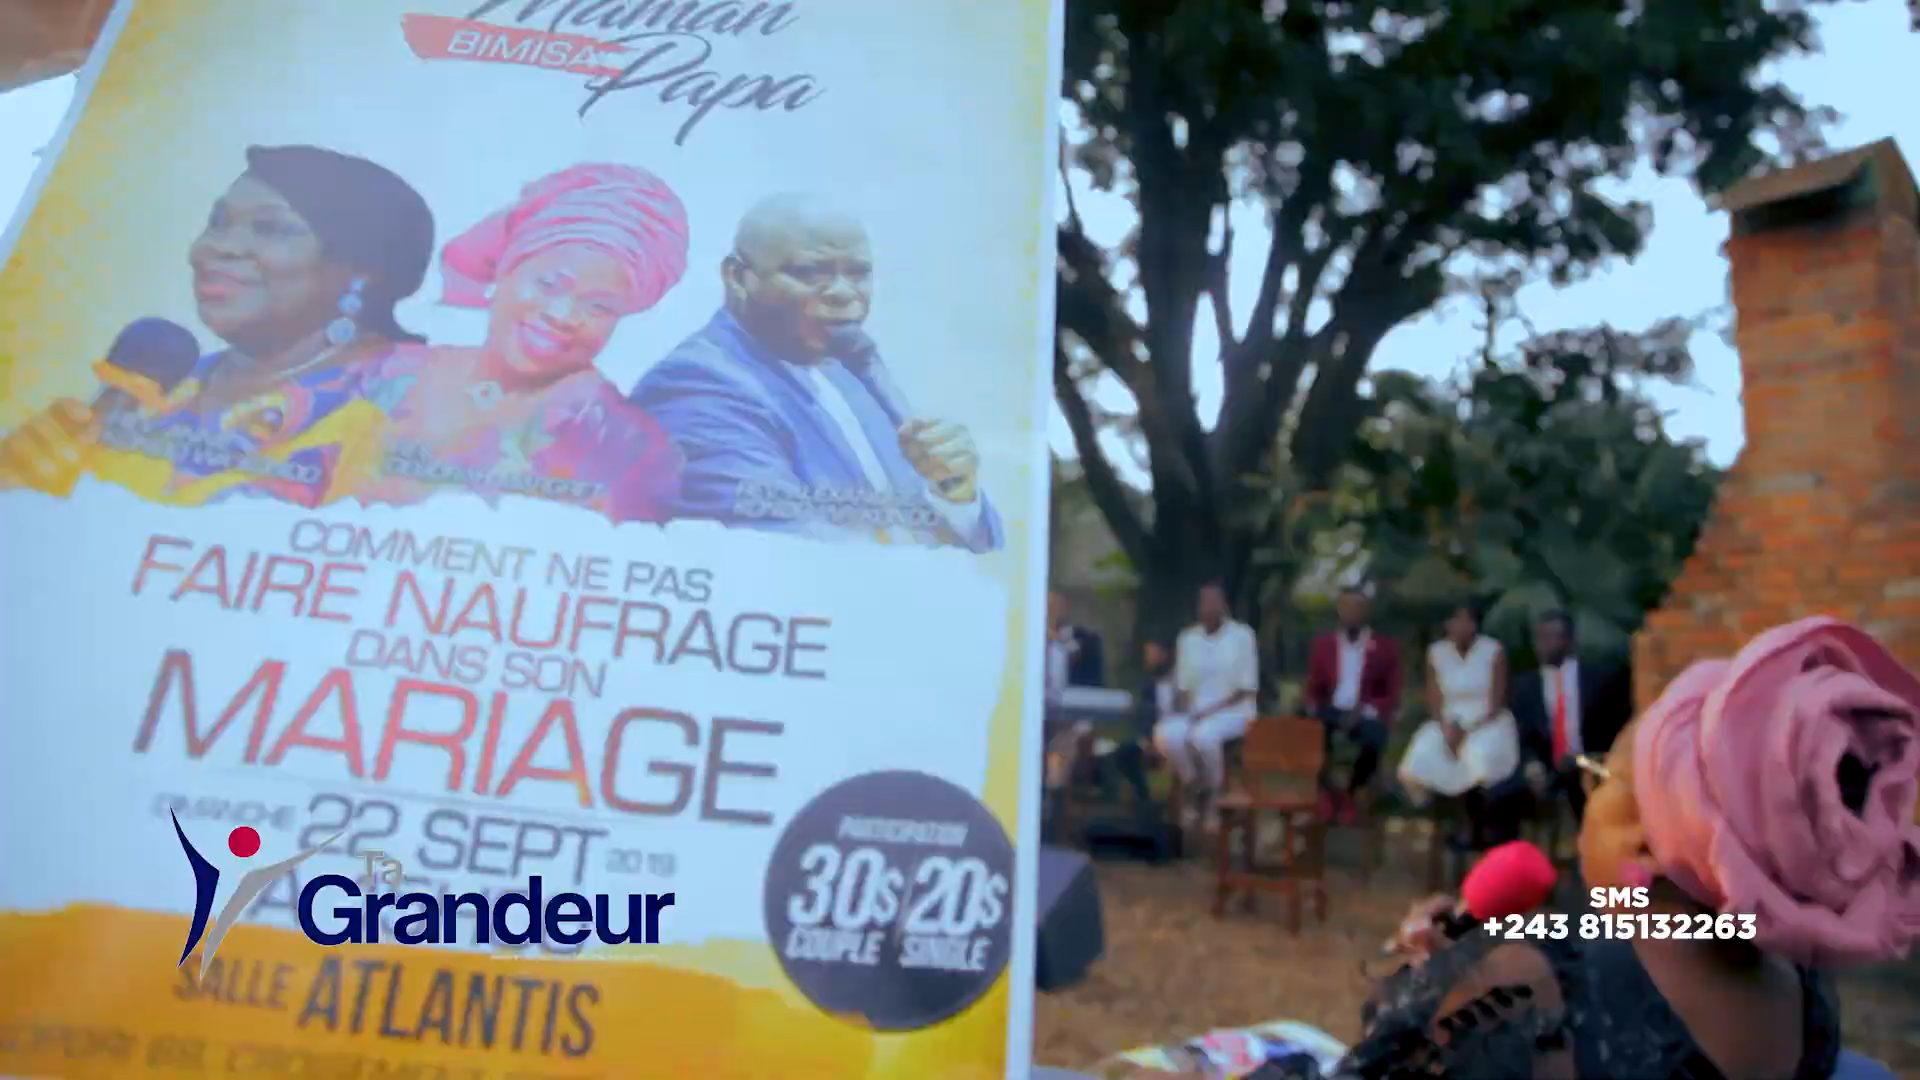 Maman
BIMISA
Papa
COMMENT NE PAS
FAIRE NAUFRAGE
DANS SON
MARIAGE
DIMANCHE 22 SEPT 2019
Ta
Grandeur
PARTICIPATION
30$ 20$
COUPLE SINGLE
SALLE ATLANTIS
SMS
+243 815132263